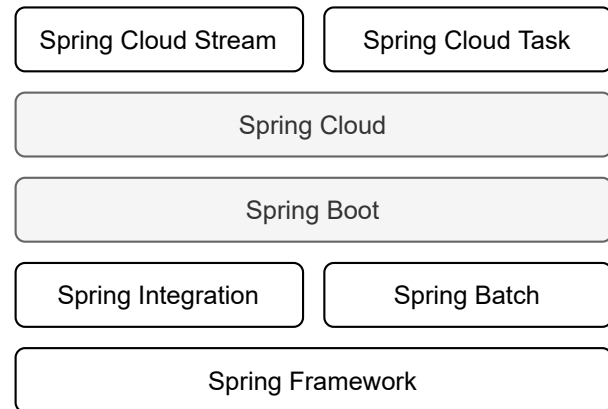 Spring Cloud Stream
Spring Cloud Task
Spring Cloud
Spring Boot
Spring Integration
Spring Batch
Spring Framework